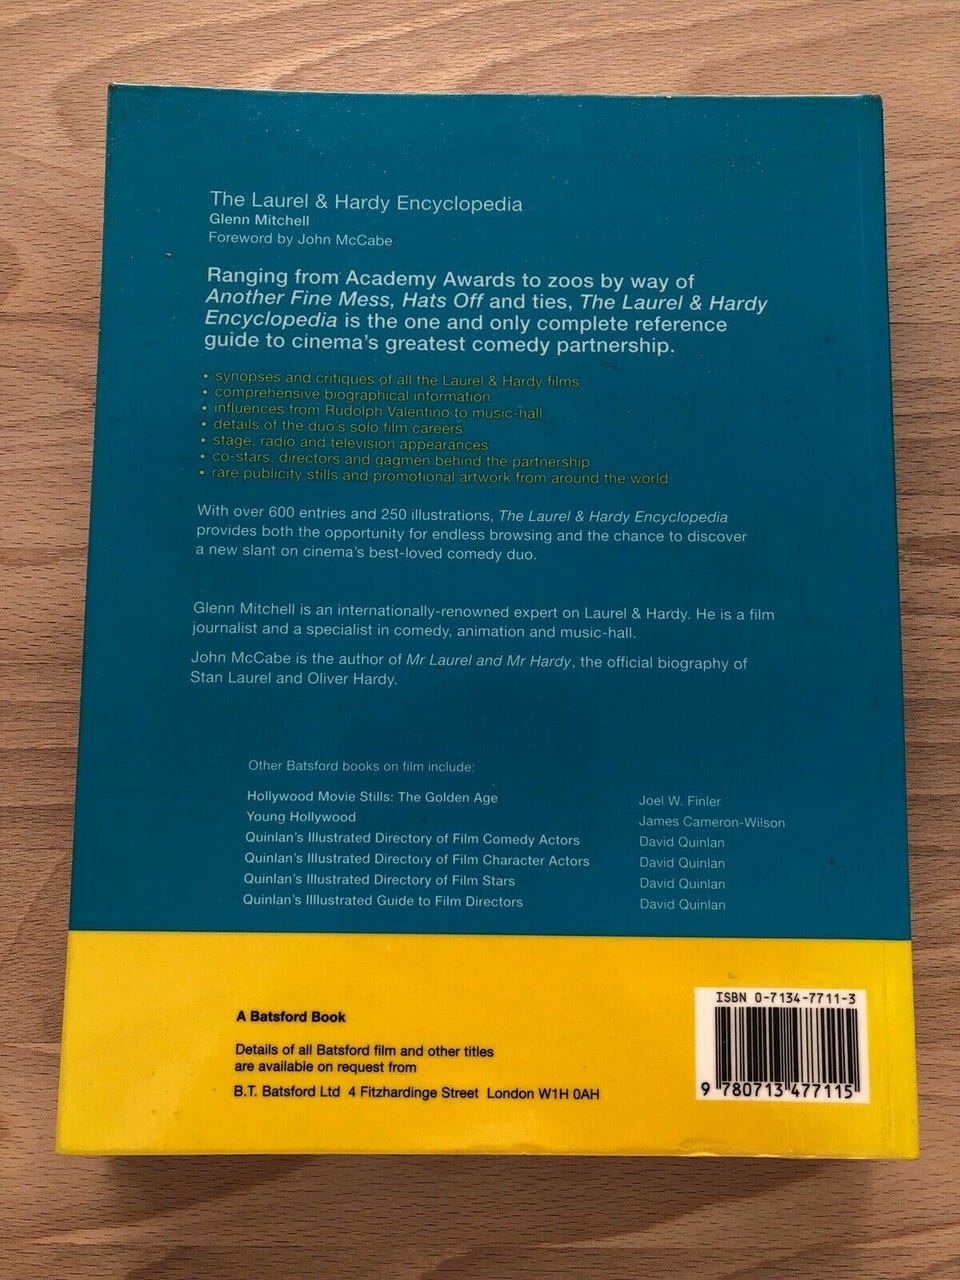 The Laurel & Hardy Encyclopedia
Glenn Mitchell
Foreword by John McCabe
Ranging from Academy Awards to zoos by way of
Another Fine Mess, Hats Off and ties, The Laurel & Hardy
Encyclopedia is the one and only complete reference
guide to cinema's greatest comedy partnership.
• synopses and critiques of all the Laurel & Hardy films
• comprehensive biographical information
• influences from Rudolph Valentino to music-hall
• details of the duo's solo film careers
• stage, radio and television appearances
• co-stars, directors and gagmen behind the partnership
• rare publicity stills and promotional artwork from around the world
With over 600 entries and 250 illustrations, The Laurel & Hardy Encyclopedia
provides both the opportunity for endless browsing and the chance to discover
a new slant on cinema's best-loved comedy duo.
Glenn Mitchell is an internationally-renowned expert on Laurel & Hardy. He is a film
journalist and a specialist in comedy, animation and music-hall.
John McCabe is the author of Mr Laurel and Mr Hardy, the official biography of
Stan Laurel and Oliver Hardy.
Other Batsford books on film include:
Hollywood Movie Stills: The Golden Age Joel W. Finler
Young Hollywood James Cameron-Wilson
Quinlan's Illustrated Directory of Film Comedy Actors David Quinlan
Quinlan's Illustrated Directory of Film Character Actors David Quinlan
Quinlan's Illustrated Directory of Film Stars David Quinlan
Quinlan's Illlustrated Guide to Film Directors David Quinlan
A Batsford Book
Details of all Batsford film and other titles
are available on request from
B.T. Batsford Ltd 4 Fitzhardinge Street London W1H 0AH
ISBN 0-7134-7711-3
9 780713 477115